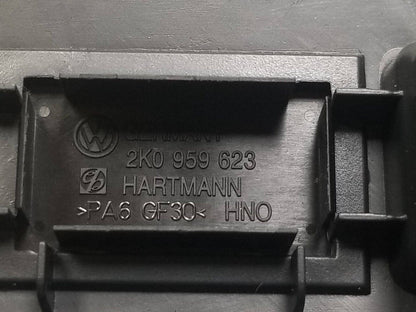 GERMANY
2K0 959 623
HARTMANN
>PA6 GF30< HNO